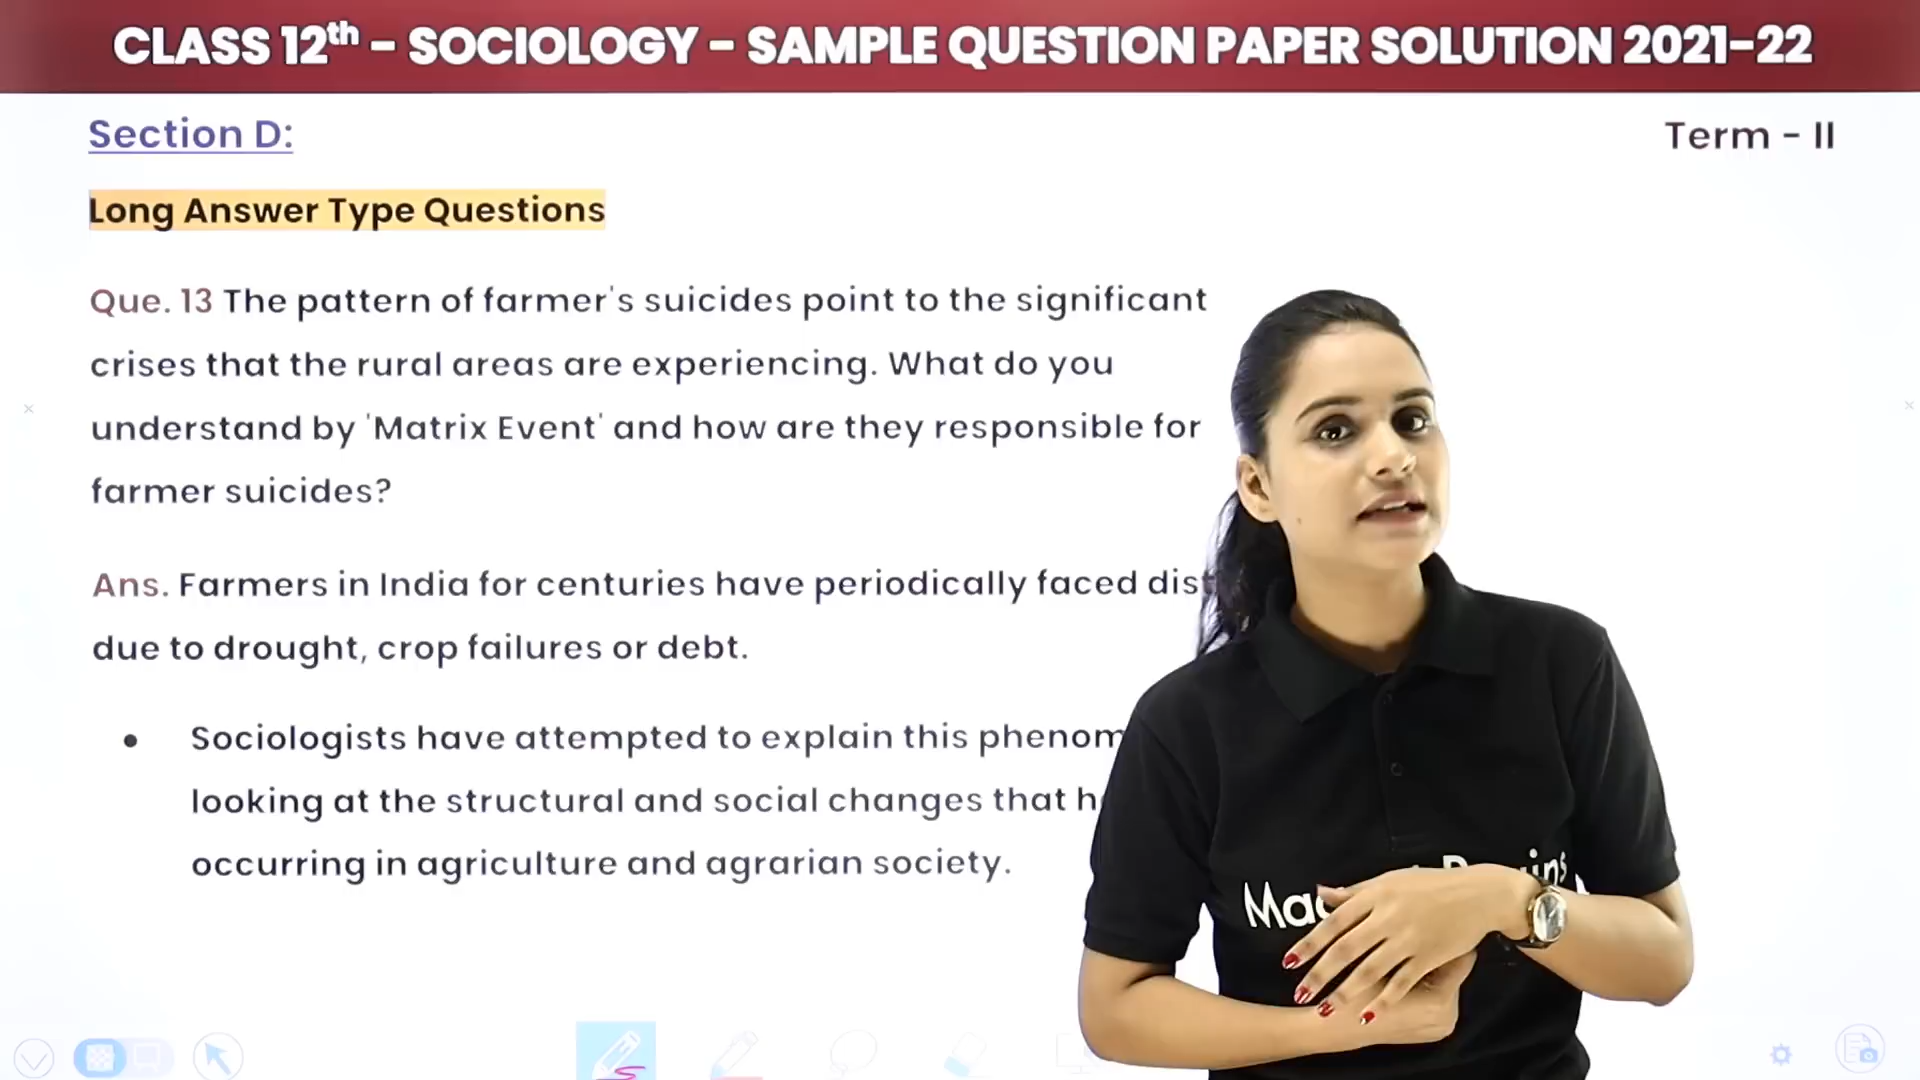 CLASS 12th - SOCIOLOGY - SAMPLE QUESTION PAPER SOLUTION 2021-22
Section D:
Term - II
Long Answer Type Questions
Que. 13 The pattern of farmer's suicides point to the significant
crises that the rural areas are experiencing. What do you
understand by 'Matrix Event' and how are they responsible for
farmer suicides?
Ans. Farmers in India for centuries have periodically faced
due to drought, crop failures or debt.
• Sociologists have attempted to explain this
looking at the structural and social changes that
occurring in agriculture and agrarian society.